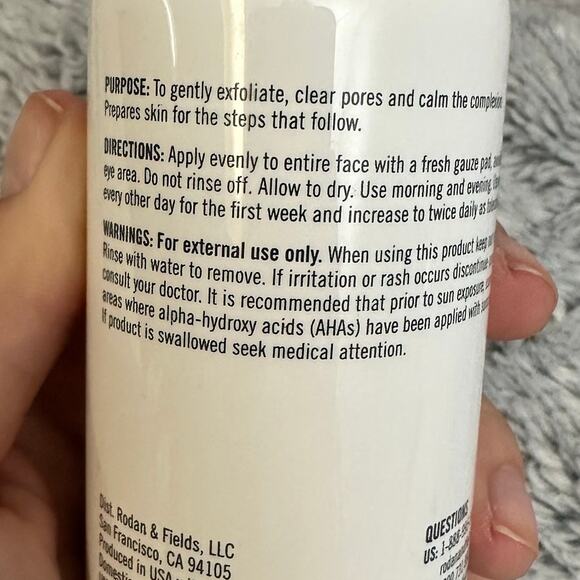 PURPOSE: To gently exfoliate, clear pores and calm the complexion.
Prepares skin for the steps that follow.
DIRECTIONS: Apply evenly to entire face with a fresh gauze pad,
eye area. Do not rinse off. Allow to dry. Use morning and evening.
every other day for the first week and increase to twice daily as
WARNINGS: For external use only. When using this product keep
Rinse with water to remove. If irritation or rash occurs discontinue
consult your doctor. It is recommended that prior to sun exposure,
areas where alpha-hydroxy acids (AHAs) have been applied with
If product is swallowed seek medical attention.
Dist. Rodan & Fields, LLC
San Francisco, CA 94105
Produced in USA
QUESTIONS
US: 1-888-